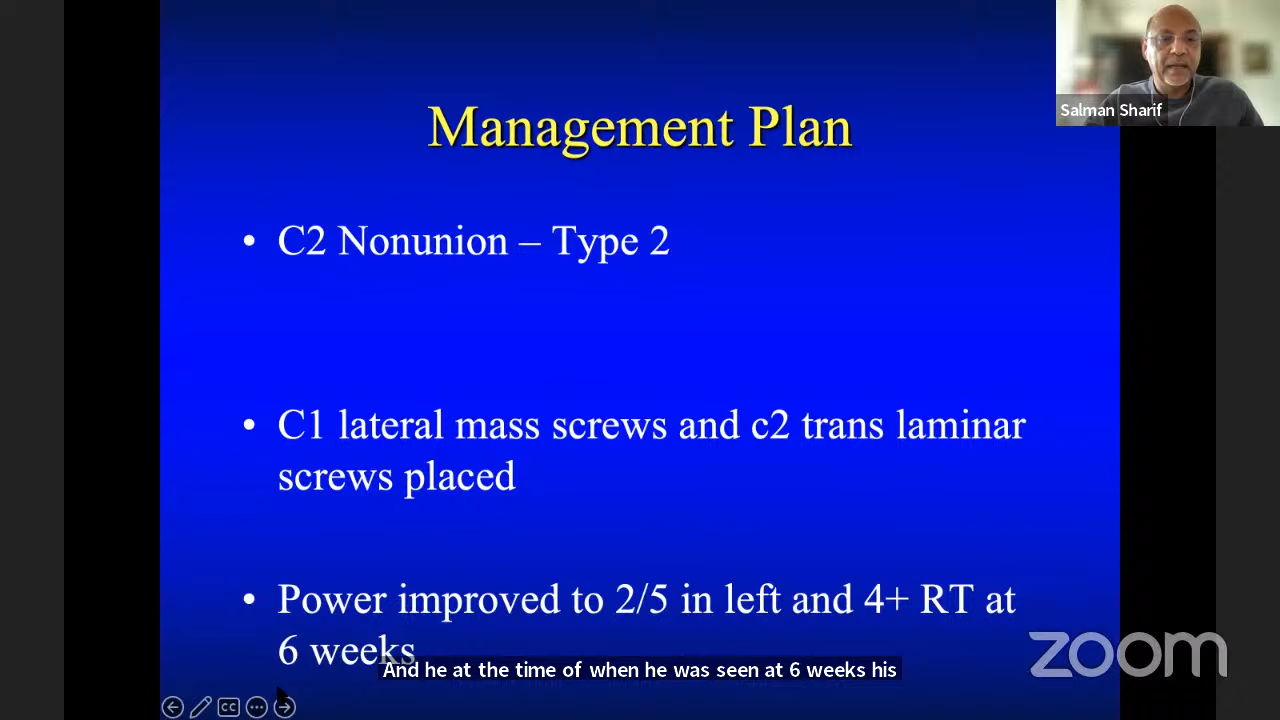 Salman Sharif
Management Plan
• C2 Nonunion – Type 2
• C1 lateral mass screws and c2 trans laminar
screws placed
• Power improved to 2/5 in left and 4+ RT at
6 weeks
And he at the time of when he was seen at 6 weeks his
zoom
CC